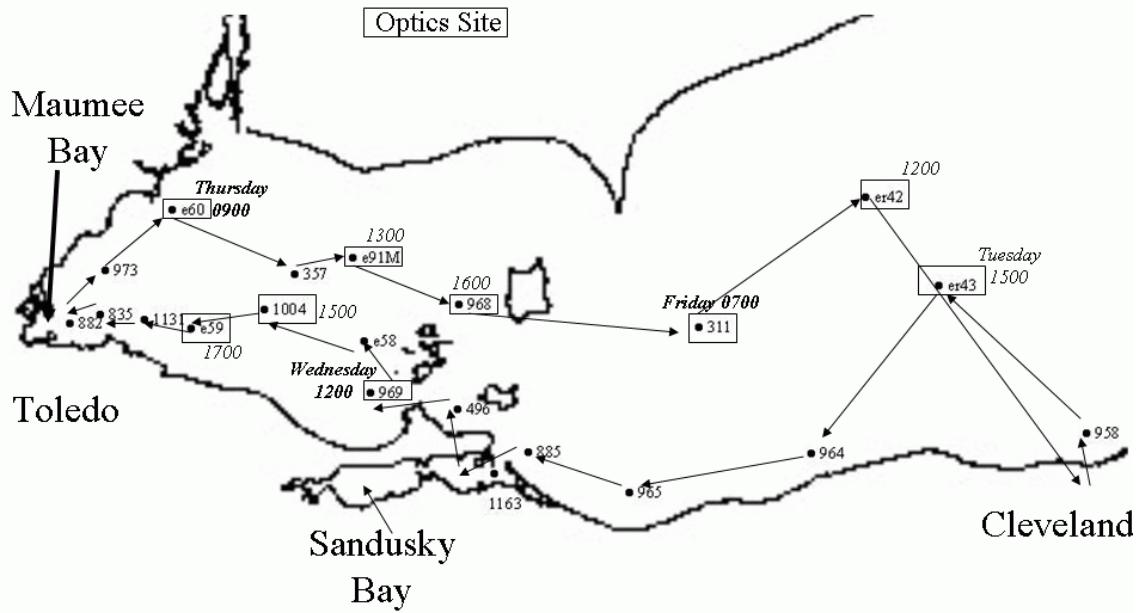 Optics Site
Maumee
Bay
Thursday
0900
e60
1200
er42
1300
e91M
973
357
Tuesday
1500
er43
1600
968
Friday 0700
311
1004
1500
835
882
1131
e59
1700
e58
Wednesday
1200
969
496
Toledo
958
885
964
965
1163
Cleveland
Sandusky
Bay